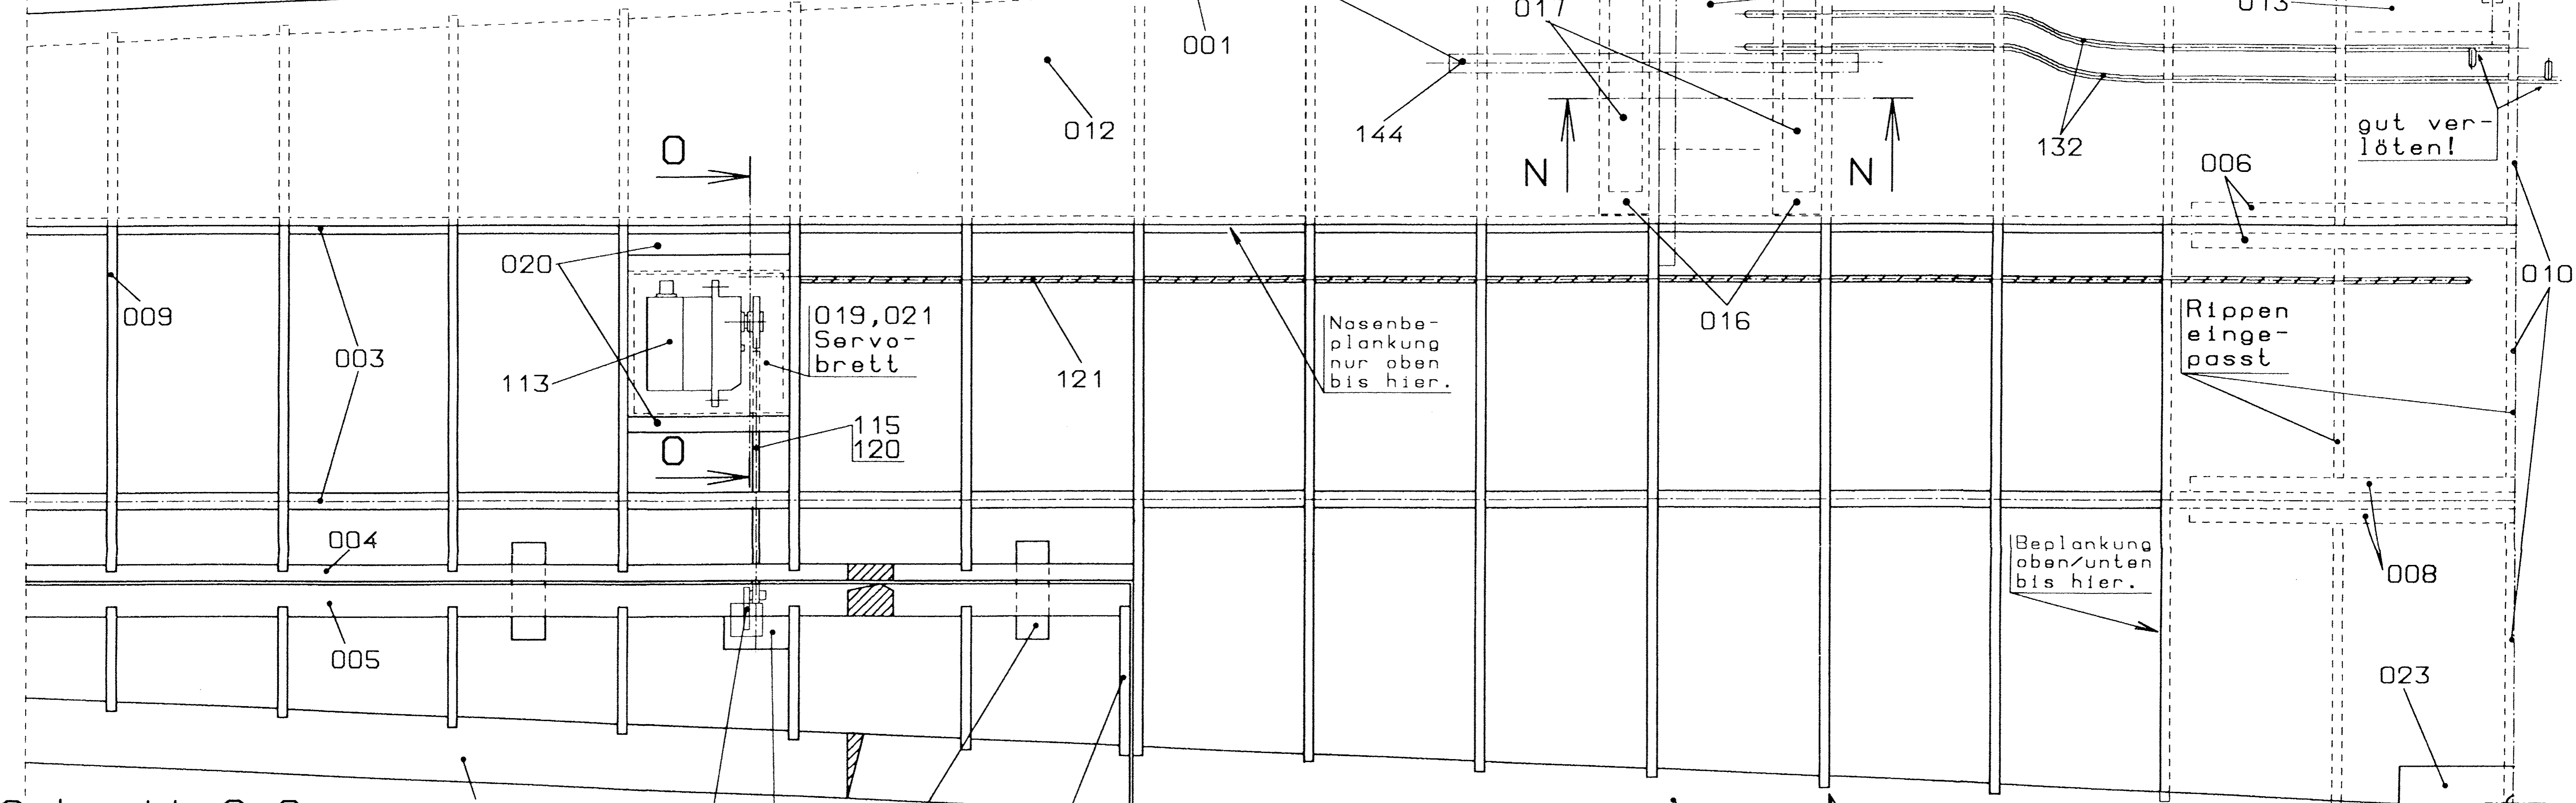 001
017
013
012
144
132
gut ver-
löten!
006
O
N
N
020
009
003
113
019,021
Servo-
brett
121
Nasenbe-
plankung
nur oben
bis hier.
016
Rippen
einge-
passt
010
O
115
120
004
005
Beplankung
oben/unten
bis hier.
008
023